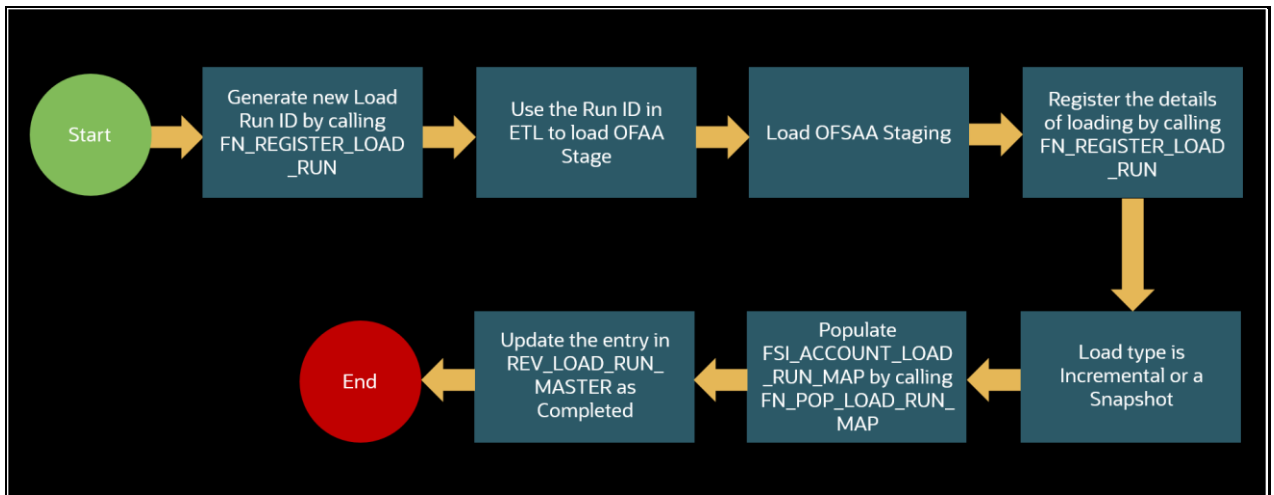 Start
Generate new Load
Run ID by calling
FN_REGISTER_LOAD
_RUN
Use the Run ID in
ETL to load OFAA
Stage
Load OFSAA Staging
Register the details
of loading by calling
FN_REGISTER_LOAD
_RUN
Load type is
Incremental or a
Snapshot
Populate
FSI_ACCOUNT_LOAD
_RUN_MAP by calling
FN_POP_LOAD_RUN_
MAP
Update the entry in
REV_LOAD_RUN_
MASTER as
Completed
End